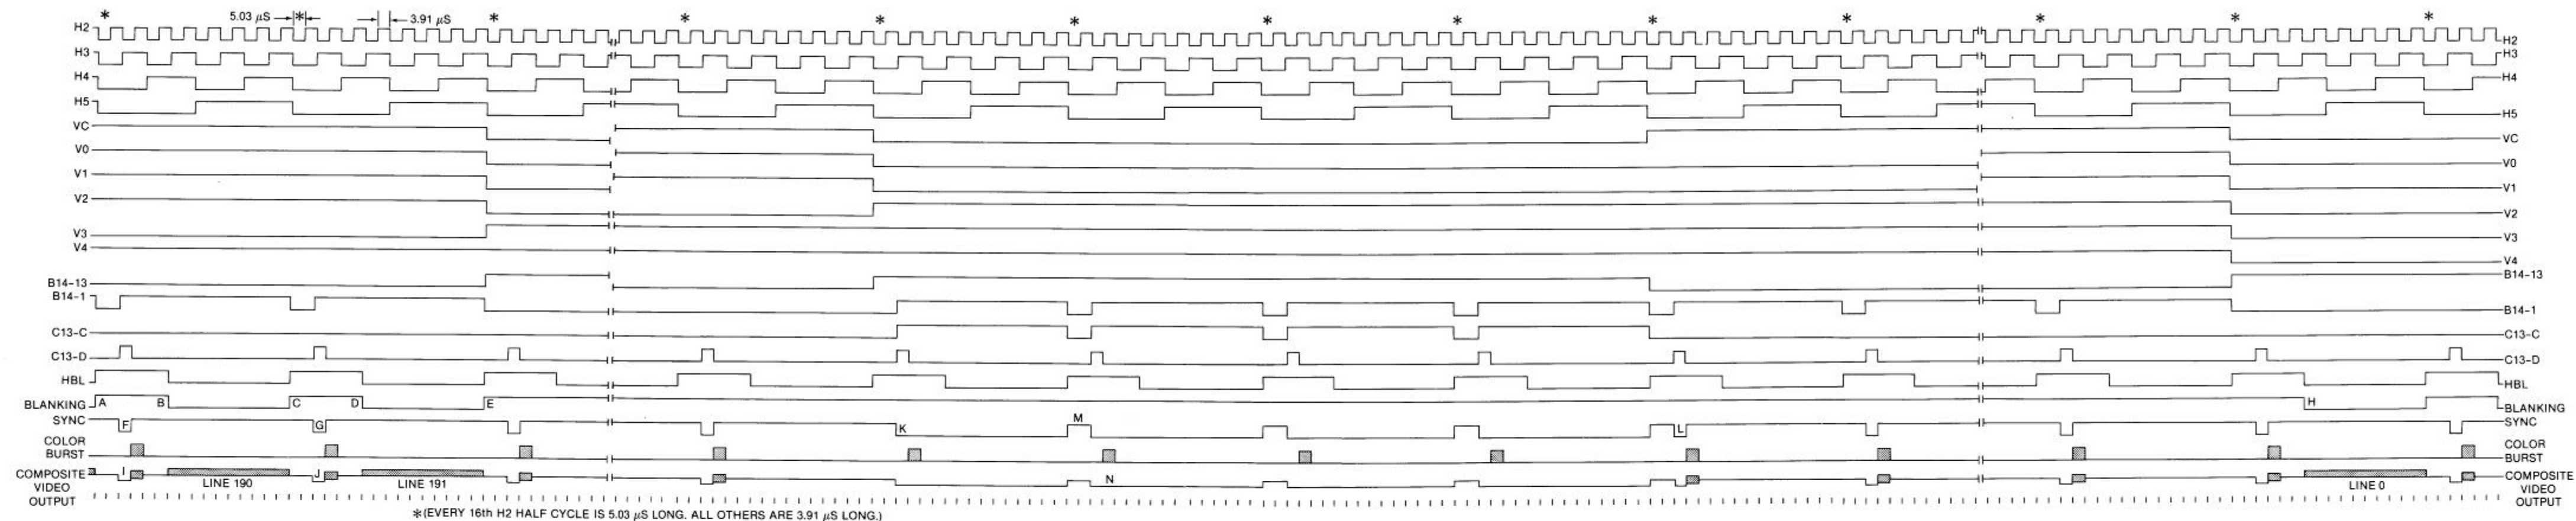 * 5.03 μS * 3.91 μS * * * * * * * * * * *
H2 H2
H3 H3
H4 H4
H5 H5
VC VC
V0 V0
V1 V1
V2 V2
V3 V3
V4 V4
B14-13 B14-13
B14-1 B14-1
C13-C C13-C
C13-D C13-D
HBL HBL
BLANKING A B C D E H BLANKING
SYNC F G K M L SYNC
COLOR BURST COLOR BURST
COMPOSITE VIDEO OUTPUT I LINE 190 J LINE 191 N LINE 0 COMPOSITE VIDEO OUTPUT
*(EVERY 16th H2 HALF CYCLE IS 5.03 μS LONG. ALL OTHERS ARE 3.91 μS LONG.)